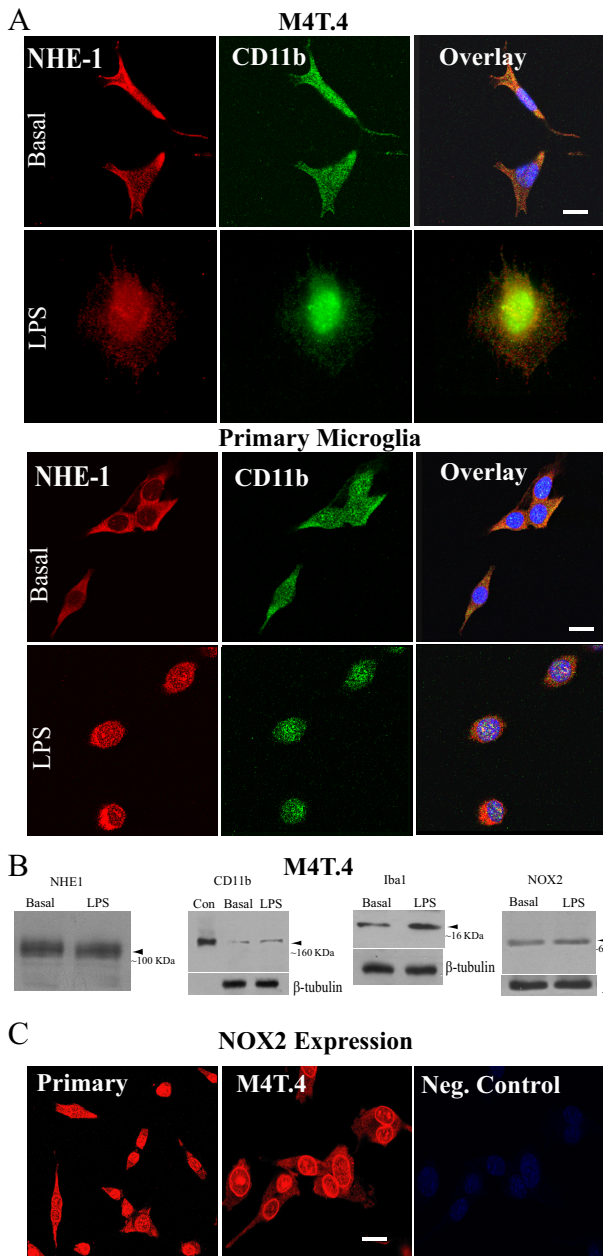 A
M4T.4
NHE-1 CD11b Overlay
Basal
LPS
Primary Microglia
NHE-1 CD11b Overlay
Basal
LPS
B
M4T.4
NHE1 CD11b Iba1 NOX2
Basal LPS Con Basal LPS Basal LPS Basal LPS
~100 KDa ~160 KDa ~16 KDa ~6
β-tubulin β-tubulin
C
NOX2 Expression
Primary M4T.4 Neg. Control